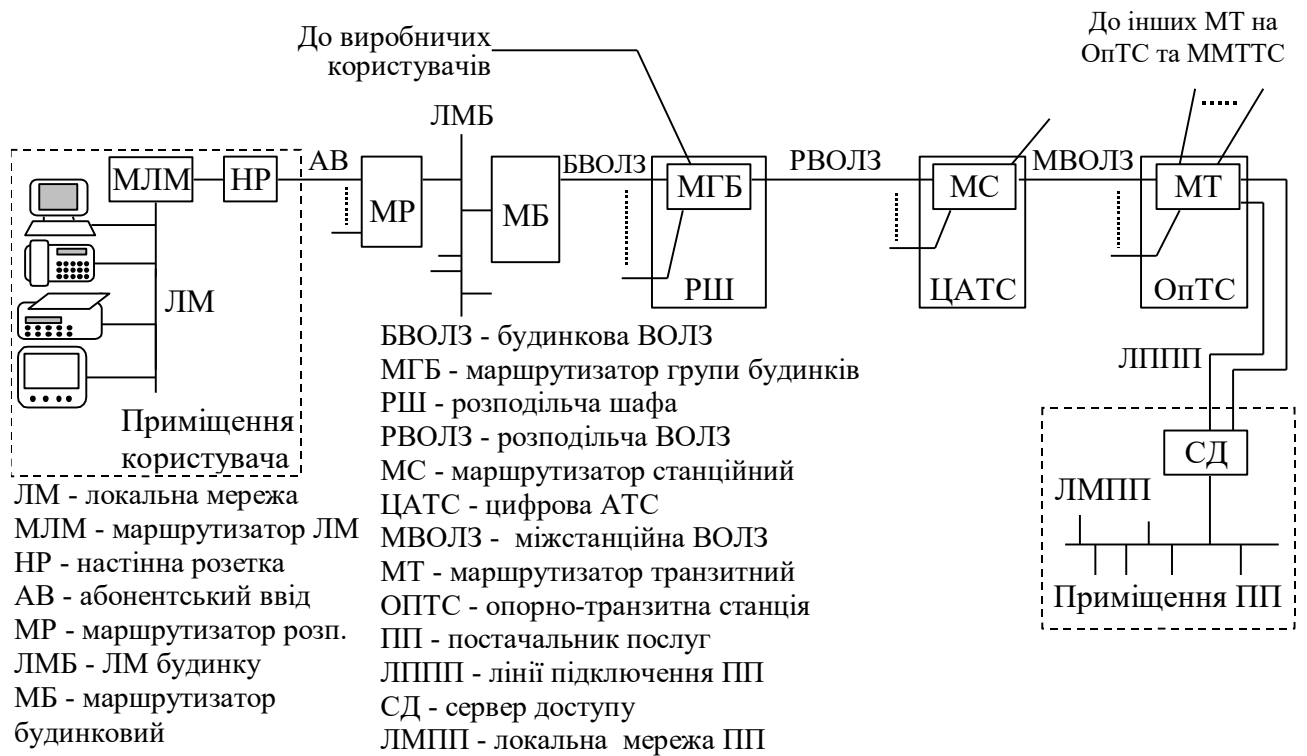 До виробничих
користувачів
До інших МТ на
ОпТС та ММТТС
ЛМБ
МЛМ
НР
АВ
МР
МБ
БВОЛЗ
МГБ
РВОЛЗ
МС
МВОЛЗ
МТ
ЛМ
РШ
ЦАТС
ОпТС
Приміщення
користувача
ЛППП
СД
ЛМПП
Приміщення ПП
ЛМ - локальна мережа
МЛМ - маршрутизатор ЛМ
НР - настінна розетка
АВ - абонентський ввід
МР - маршрутизатор розп.
ЛМБ - ЛМ будинку
МБ - маршрутизатор
будинковий
БВОЛЗ - будинкова ВОЛЗ
МГБ - маршрутизатор групи будинків
РШ - розподільча шафа
РВОЛЗ - розподільча ВОЛЗ
МС - маршрутизатор станційний
ЦАТС - цифрова АТС
МВОЛЗ - міжстанційна ВОЛЗ
МТ - маршрутизатор транзитний
ОПТС - опорно-транзитна станція
ПП - постачальник послуг
ЛППП - лінії підключення ПП
СД - сервер доступу
ЛМПП - локальна мережа ПП